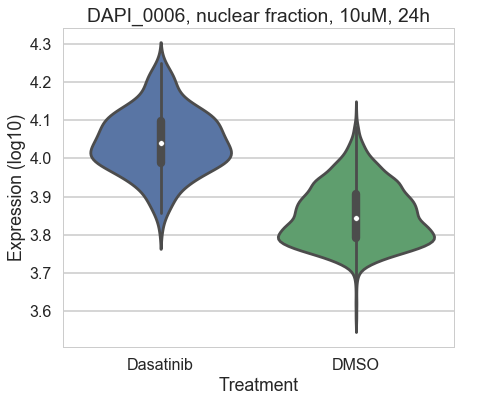 DAPI_0006, nuclear fraction, 10uM, 24h
4.3
4.2
4.1
4.0
3.9
3.8
3.7
3.6
Expression (log10)
Dasatinib DMSO
Treatment